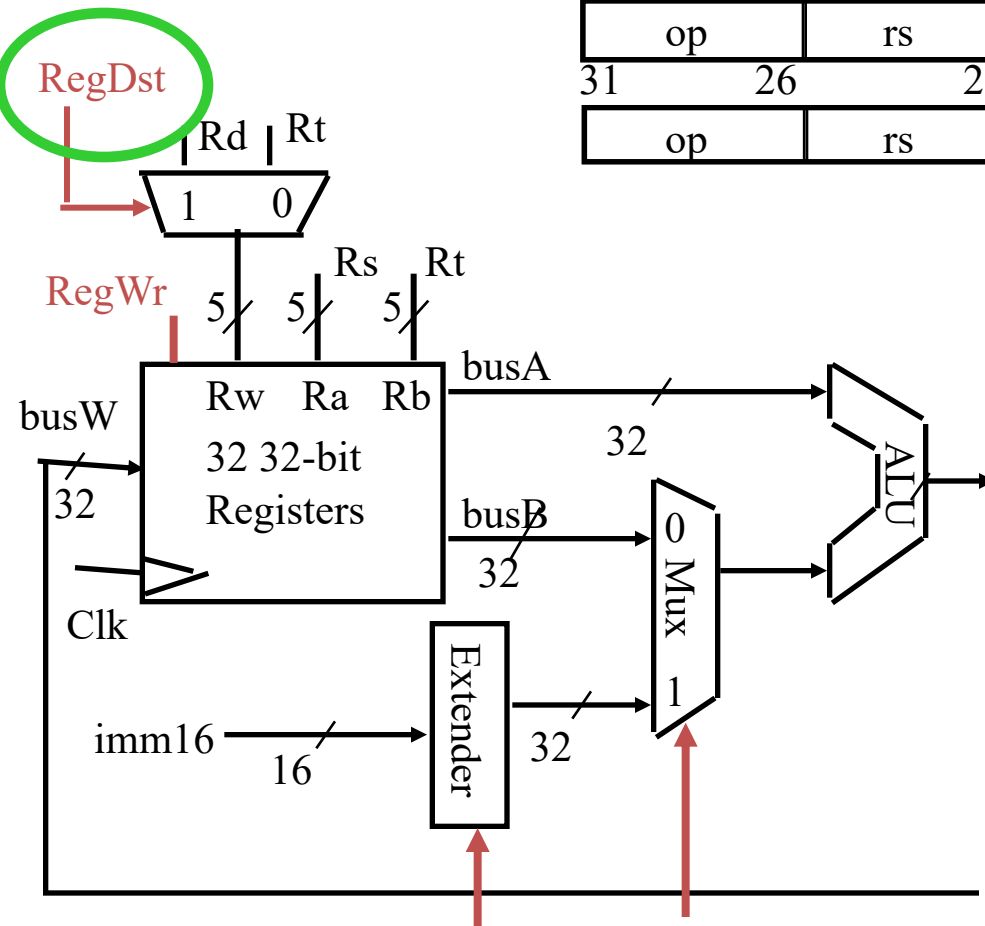 op rs
31 26 2
op rs
RegDst
Rd Rt
1 0
Rs Rt
RegWr
5 5 5
busA
Rw Ra Rb
busW
32
32 32-bit
ALU
32
Registers
busB
0
32
Mux
Clk
Extender
1
imm16
32
16